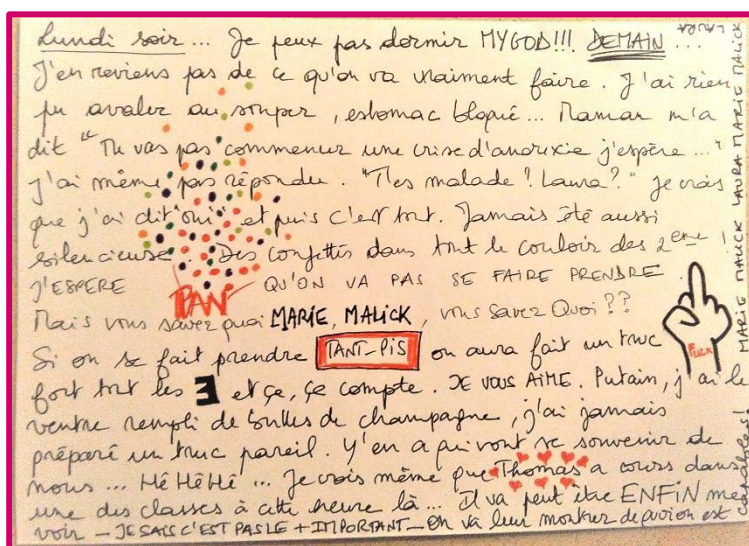 Lundi soir... Je peux pas dormir MYGOD!!! DEMAIN...
J'en reviens pas de ce qu'on va vraiment faire. J'ai rien
pu avaler au souper, estomac bloqué... Maman m'a
dit "Tu vas pas commencer une crise d'anorexie j'espère..."
J'ai même pas répondu. "T'es malade? Laura?" Je crois
que j'ai dit "oui" et puis c'est tout. Jamais été aussi
silencieuse. Des confettis dans tout le couloir des 2ème!
J'ESPERE QU'ON VA PAS SE FAIRE PRENDRE.
PAN
Mais vous savez quoi MARIE, MALICK, vous savez Quoi??
Si on se fait prendre TANT-PIS on aura fait un truc
FUCK
fort tout les 3 et ça, ça compte. JE VOUS AIME. Putain, j'ai le
ventre rempli de bulles de champagne, j'ai jamais
préparé un truc pareil. Y'en a qui vont se souvenir de
nous... Hé Hé Hé... Je crois même que Thomas a cours dans
une des classes à cette heure là... Il va peut être ENFIN me
voir - JE SAIS C'EST PAS LE + IMPORTANT - On va leur montrer de quoi on est
capables! MARIE MALICK LAURA MARIE MALICK
LAURA